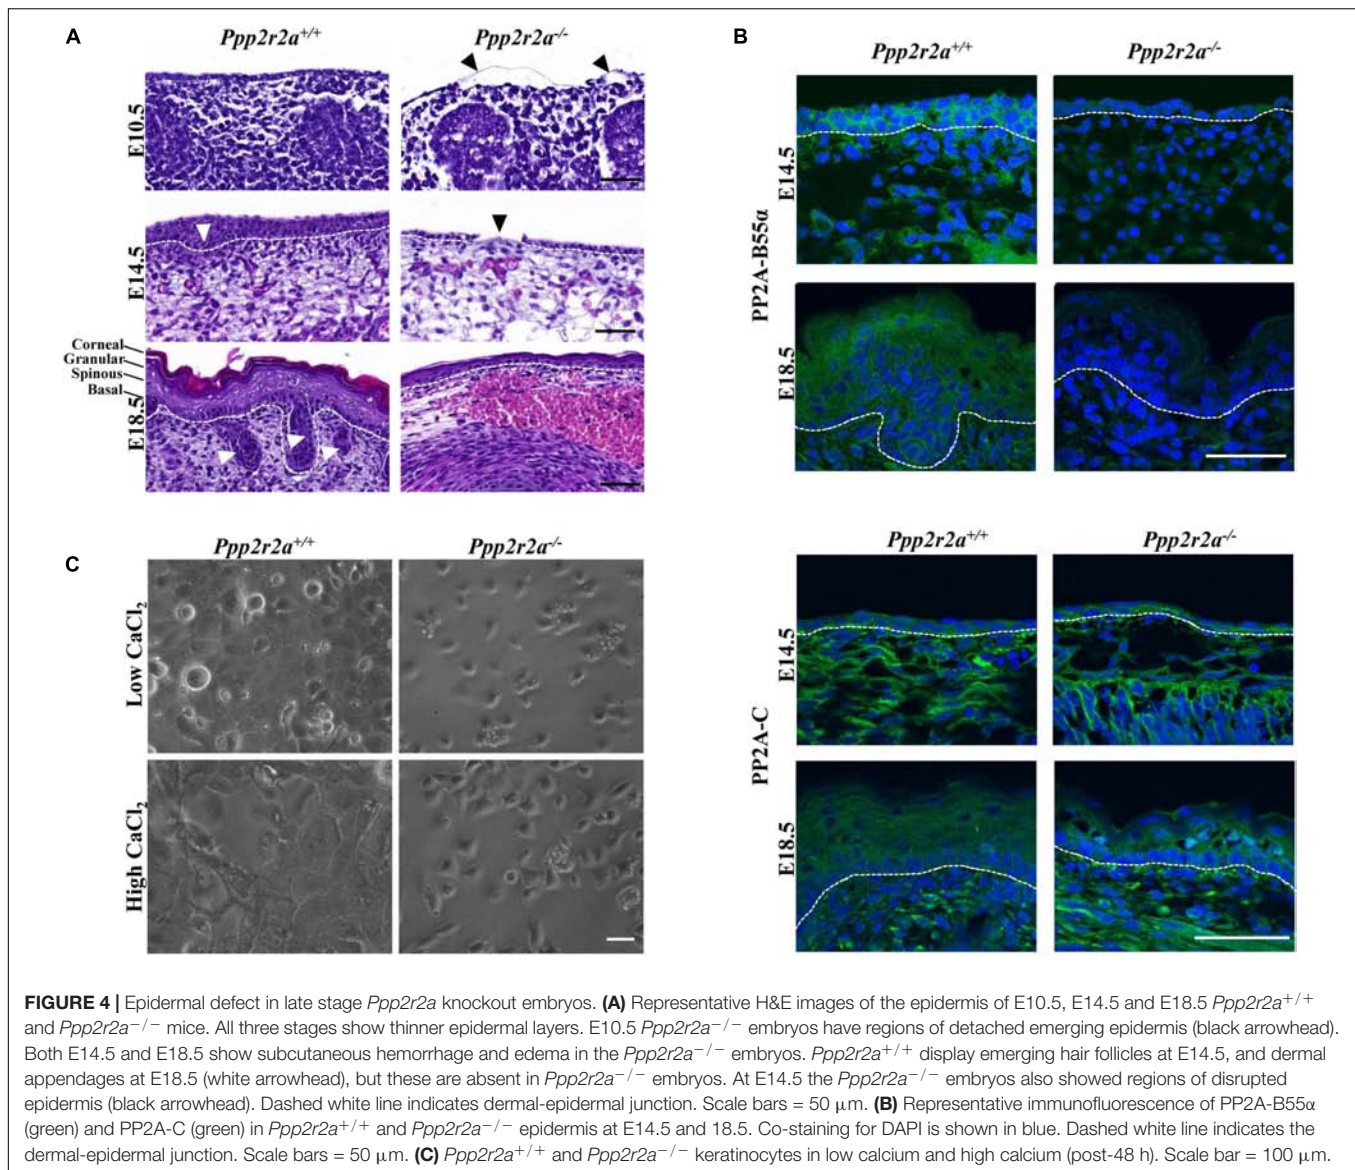 A
Ppp2r2a+/+
Ppp2r2a-/-
E10.5
E14.5
Corneal
Granular
Spinous
Basal
E18.5
B
Ppp2r2a+/+
Ppp2r2a-/-
PP2A-B55α
E14.5
E18.5
Ppp2r2a+/+
Ppp2r2a-/-
PP2A-C
E14.5
E18.5
C
Ppp2r2a+/+
Ppp2r2a-/-
Low CaCl2
High CaCl2
FIGURE 4 | Epidermal defect in late stage Ppp2r2a knockout embryos. (A) Representative H&E images of the epidermis of E10.5, E14.5 and E18.5 Ppp2r2a+/+
and Ppp2r2a−/− mice. All three stages show thinner epidermal layers. E10.5 Ppp2r2a−/− embryos have regions of detached emerging epidermis (black arrowhead).
Both E14.5 and E18.5 show subcutaneous hemorrhage and edema in the Ppp2r2a−/− embryos. Ppp2r2a+/+ display emerging hair follicles at E14.5, and dermal
appendages at E18.5 (white arrowhead), but these are absent in Ppp2r2a−/− embryos. At E14.5 the Ppp2r2a−/− embryos also showed regions of disrupted
epidermis (black arrowhead). Dashed white line indicates dermal-epidermal junction. Scale bars = 50 μm. (B) Representative immunofluorescence of PP2A-B55α
(green) and PP2A-C (green) in Ppp2r2a+/+ and Ppp2r2a−/− epidermis at E14.5 and 18.5. Co-staining for DAPI is shown in blue. Dashed white line indicates the
dermal-epidermal junction. Scale bars = 50 μm. (C) Ppp2r2a+/+ and Ppp2r2a−/− keratinocytes in low calcium and high calcium (post-48 h). Scale bar = 100 μm.